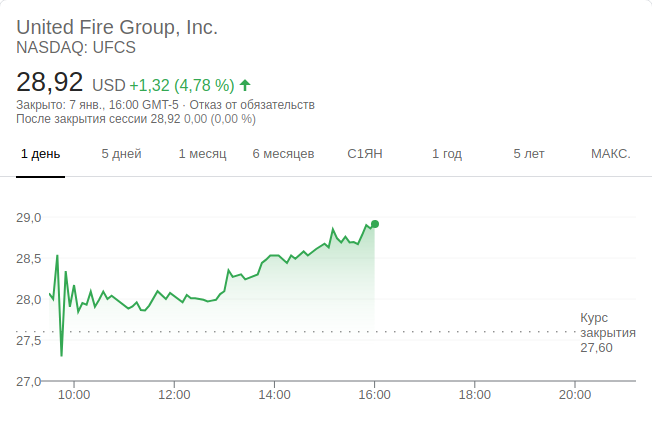 United Fire Group, Inc.
NASDAQ: UFCS
28,92 USD +1,32 (4,78 %)
Закрыто: 7 янв., 16:00 GMT-5 · Отказ от обязательств
После закрытия сессии 28,92 0,00 (0,00 %)
1 день 5 дней 1 месяц 6 месяцев С1ЯН 1 год 5 лет МАКС.
29,0
28,5
28,0
Курс
закрытия
27,60
27,5
27,0
10:00 12:00 14:00 16:00 18:00 20:00